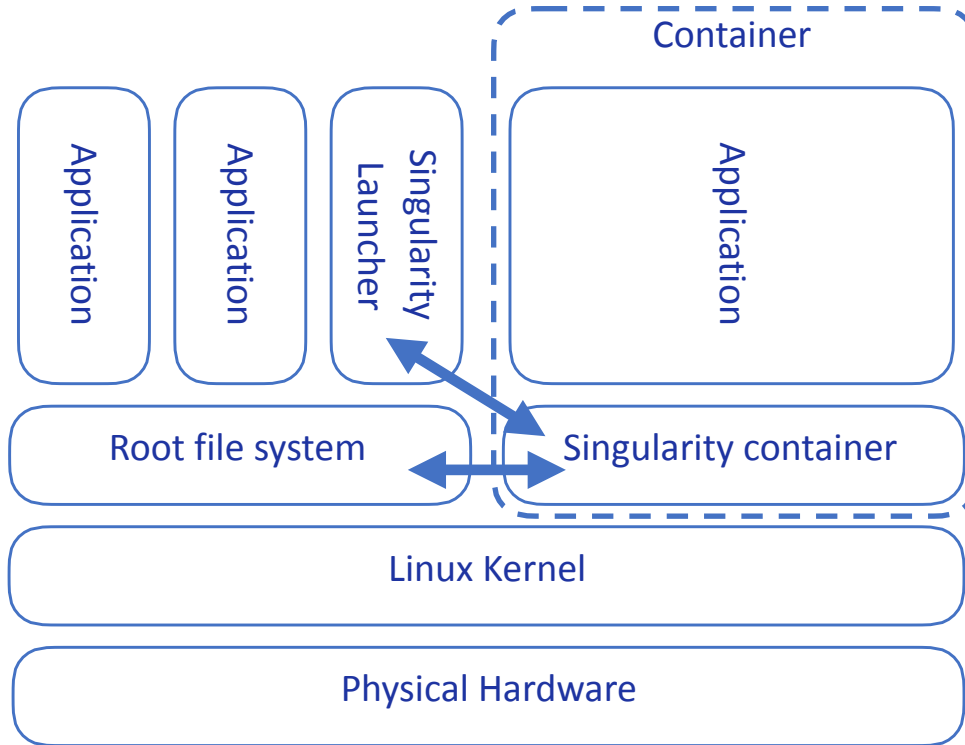 Container
Application
Application
Singularity
Launcher
Application
Root file system
Singularity container
Linux Kernel
Physical Hardware